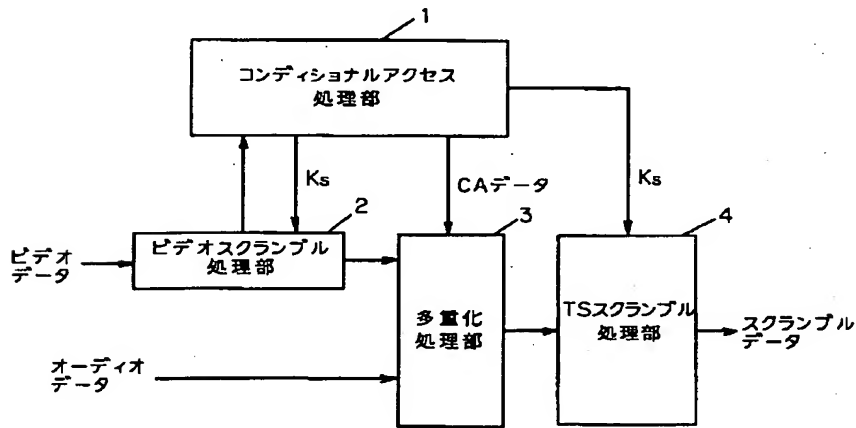 1
コンディショナルアクセス
処理部
Ks
CAデータ
Ks
2
3
4
ビデオ
データ
ビデオスクランブル
処理部
多重化
処理部
TSスクランブル
処理部
スクランブル
データ
オーディオ
データ